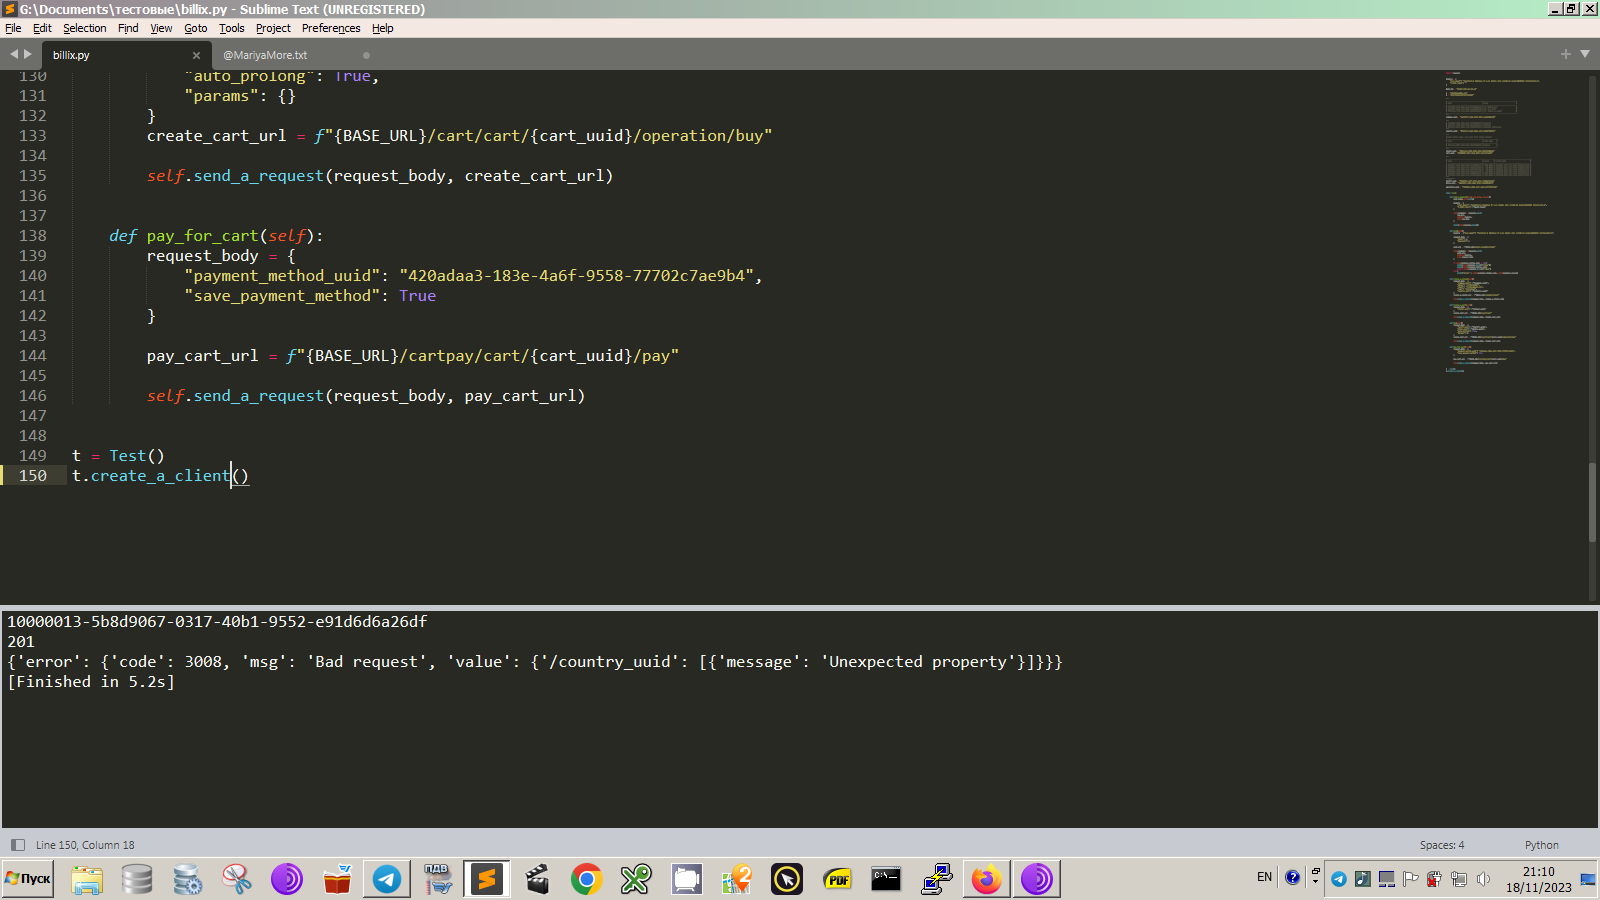 G:\Documents\тестовые\billix.py - Sublime Text (UNREGISTERED)
File Edit Selection Find View Goto Tools Project Preferences Help
billix.py
@MariyaMore.txt
130 "auto_prolong": True,
131 "params": {}
132 }
133 create_cart_url = f"{BASE_URL}/cart/cart/{cart_uuid}/operation/buy"
134
135 self.send_a_request(request_body, create_cart_url)
136
137
138 def pay_for_cart(self):
139 request_body = {
140 "payment_method_uuid": "420adaa3-183e-4a6f-9558-77702c7ae9b4",
141 "save_payment_method": True
142 }
143
144 pay_cart_url = f"{BASE_URL}/cartpay/cart/{cart_uuid}/pay"
145
146 self.send_a_request(request_body, pay_cart_url)
147
148
149 t = Test()
150 t.create_a_client()
10000013-5b8d9067-0317-40b1-9552-e91d6d6a26df
201
{'error': {'code': 3008, 'msg': 'Bad request', 'value': {'/country_uuid': [{'message': 'Unexpected property'}]}}}
[Finished in 5.2s]
Line 150, Column 18
Spaces: 4
Python
Пуск
ПДВ
2
PDF
C:\_
EN
21:10
18/11/2023